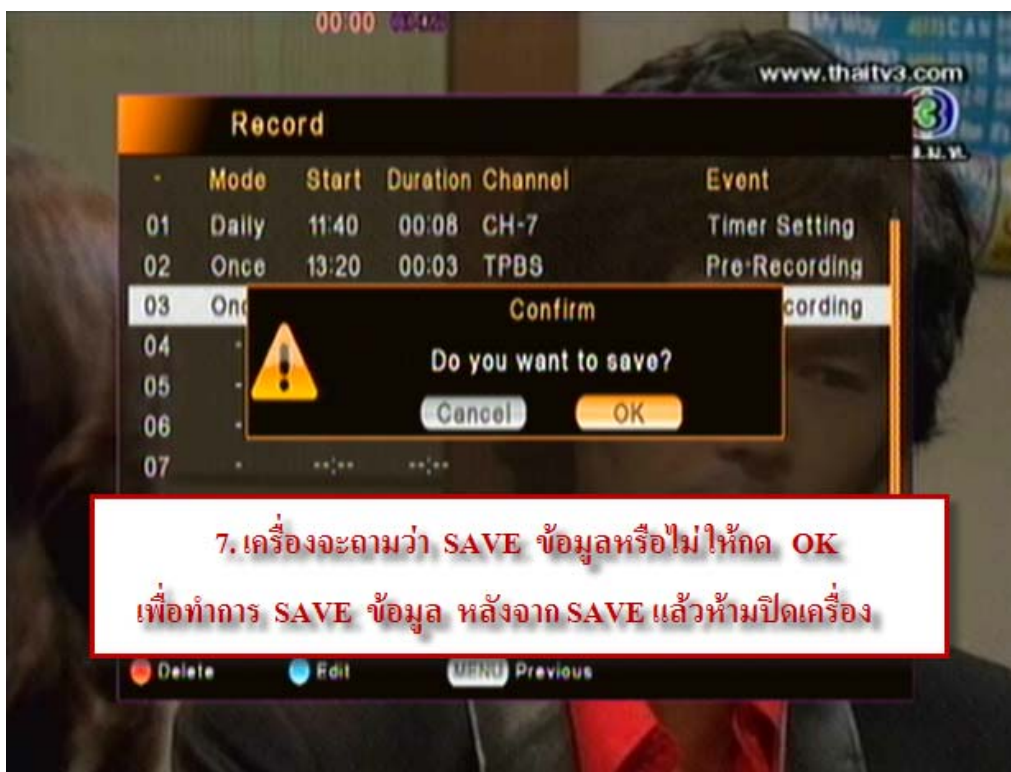 00:00
www.thaitv3.com
3
Record
- Mode Start Duration Channel Event
01 Daily 11:40 00:08 CH-7 Timer Setting
02 Once 13:20 00:03 TPBS Pre-Recording
03 cording
Confirm
Do you want to save?
Cancel OK
04 -
05 -
06 -
07 - --:-- --:--
7. เครื่องจะถามว่า SAVE ข้อมูลหรือไม่ ให้กด OK
เพื่อทำการ SAVE ข้อมูล หลังจาก SAVE แล้วห้ามปิดเครื่อง
Delete Edit MENU Previous